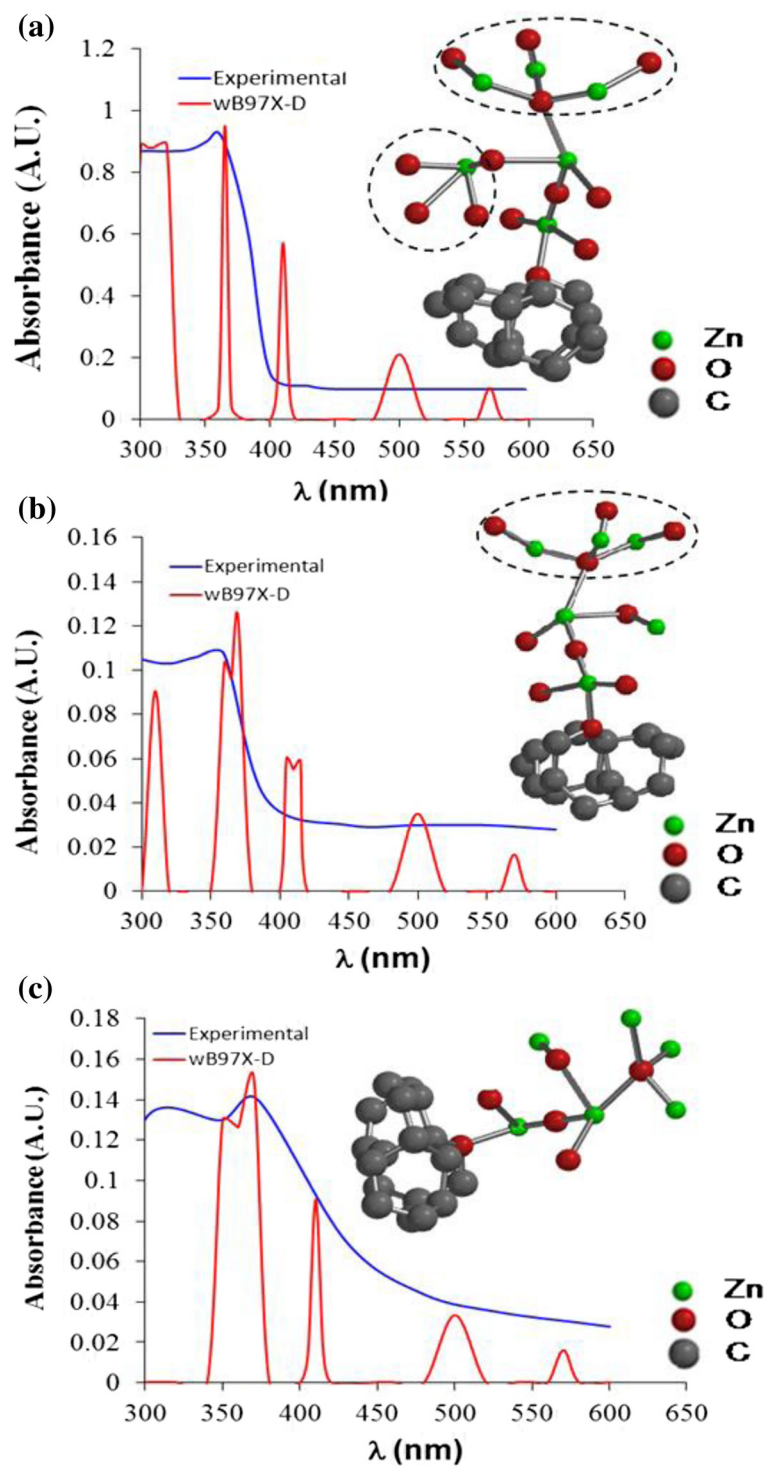 (a)
1.2
1
0.8
0.6
0.4
0.2
0
Absorbance (A.U.)
Experimental
wB97X-D
300 350 400 450 500 550 600 650
λ (nm)
Zn
O
C
(b)
0.16
0.14
0.12
0.1
0.08
0.06
0.04
0.02
0
Absorbance (A.U.)
Experimental
wB97X-D
300 350 400 450 500 550 600 650
λ (nm)
Zn
O
C
(c)
0.18
0.16
0.14
0.12
0.1
0.08
0.06
0.04
0.02
0
Absorbance (A.U.)
Experimental
wB97X-D
300 350 400 450 500 550 600 650
λ (nm)
Zn
O
C